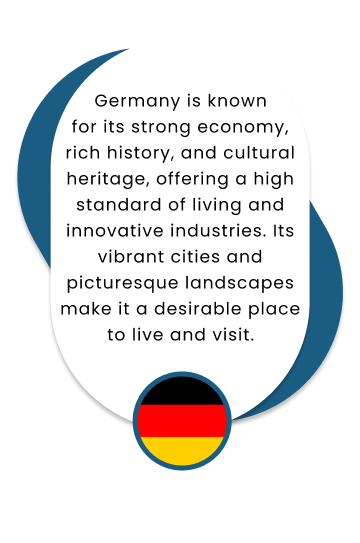 Germany is known
for its strong economy,
rich history, and cultural
heritage, offering a high
standard of living and
innovative industries. Its
vibrant cities and
picturesque landscapes
make it a desirable place
to live and visit.